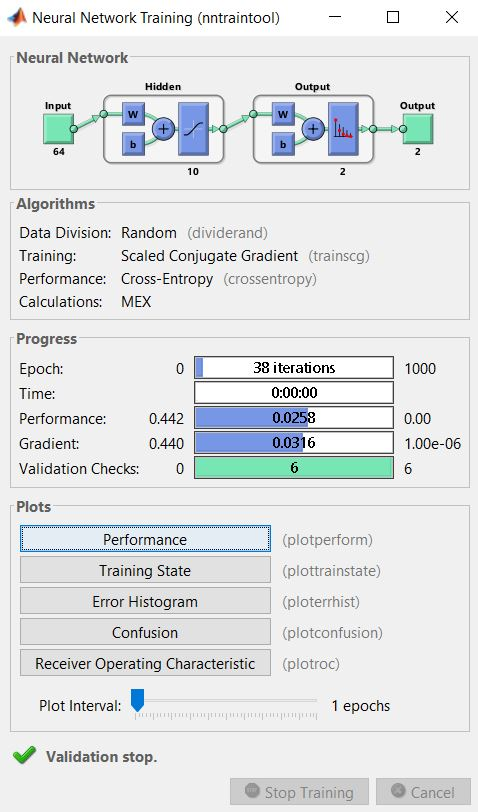 Neural Network Training (nntraintool)
Neural Network
Hidden Output
Input Output
W W
b b
64 10 2 2
Algorithms
Data Division: Random (dividerand)
Training: Scaled Conjugate Gradient (trainscg)
Performance: Cross-Entropy (crossentropy)
Calculations: MEX
Progress
Epoch: 0 38 iterations 1000
Time: 0:00:00
Performance: 0.442 0.0258 0.00
Gradient: 0.440 0.0316 1.00e-06
Validation Checks: 0 6 6
Plots
Performance (plotperform)
Training State (plottrainstate)
Error Histogram (ploterrhist)
Confusion (plotconfusion)
Receiver Operating Characteristic (plotroc)
Plot Interval: 1 epochs
Validation stop.
Stop Training Cancel